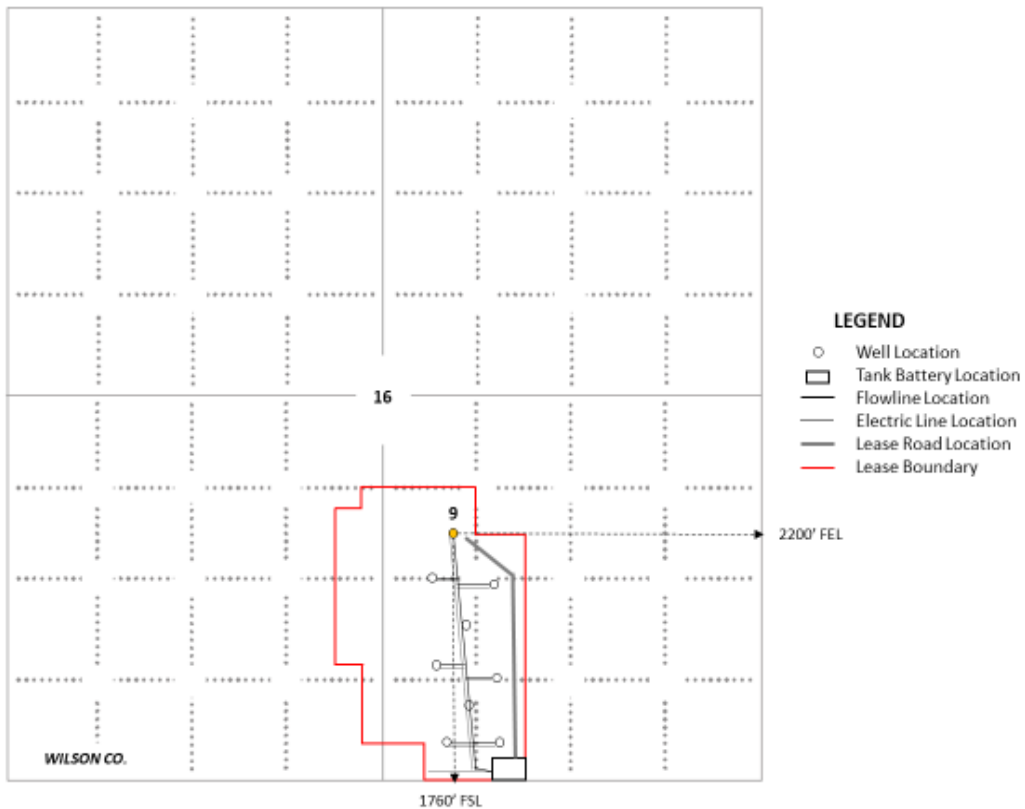 16
LEGEND
Well Location
Tank Battery Location
Flowline Location
Electric Line Location
Lease Road Location
Lease Boundary
9
2200' FEL
WILSON CO.
1760' FSL